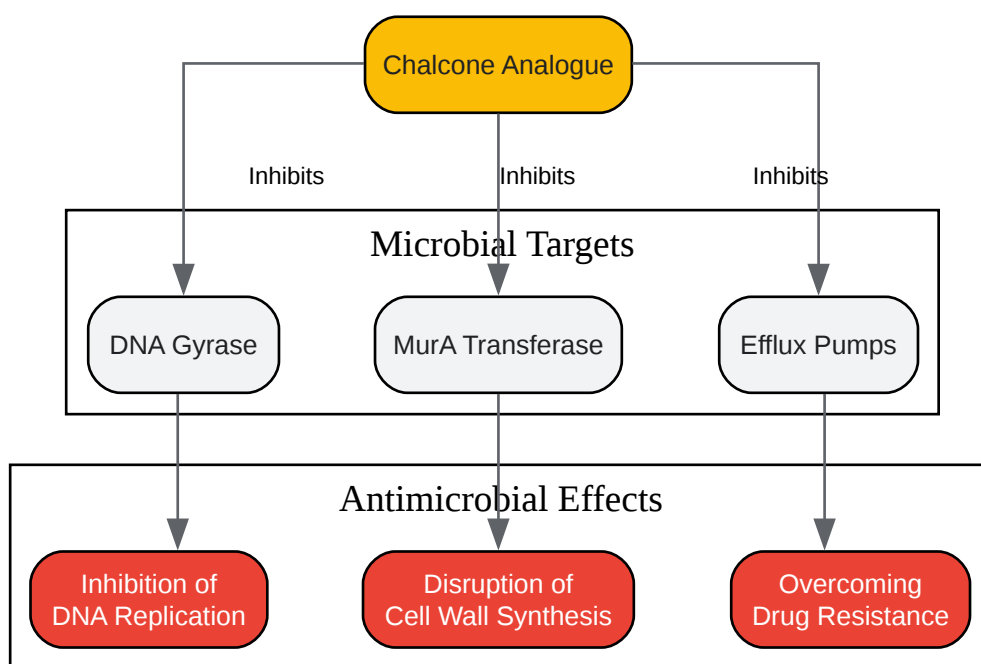 Chalcone Analogue
Inhibits
Inhibits
Inhibits
Microbial Targets
DNA Gyrase
MurA Transferase
Efflux Pumps
Antimicrobial Effects
Inhibition of
DNA Replication
Disruption of
Cell Wall Synthesis
Overcoming
Drug Resistance